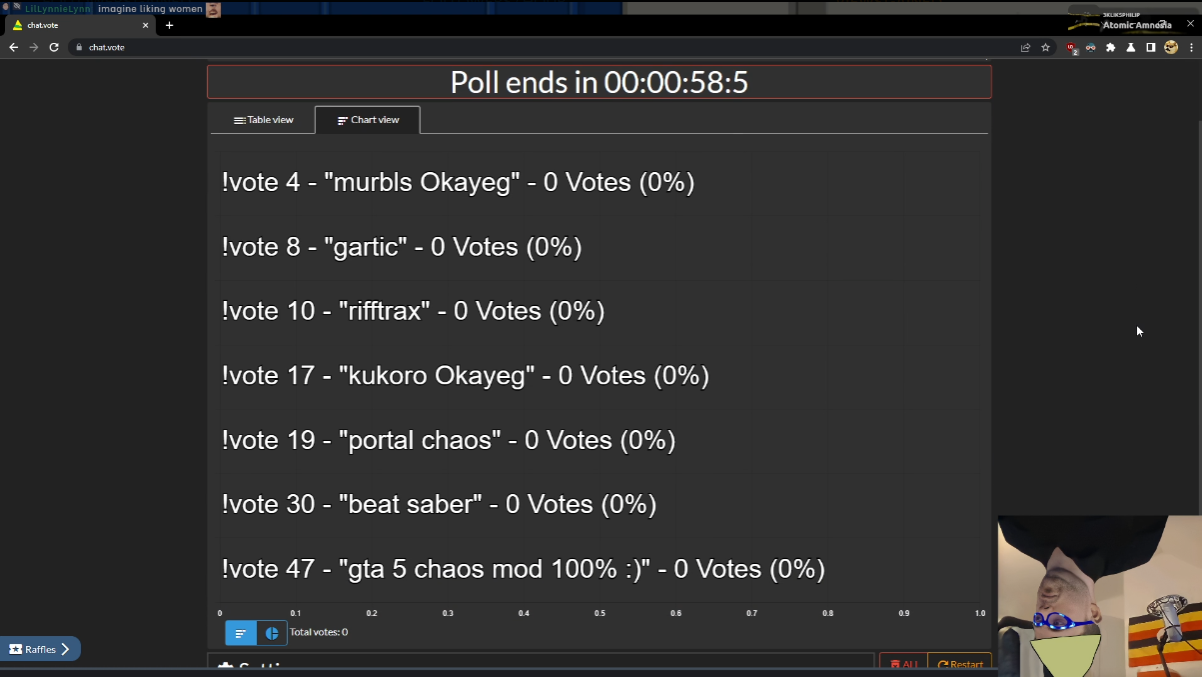 LilLynnieLynn imagine liking women
3KLIKSPHILIP
Atomic Amnesia
chat.vote
chat.vote
2
Poll ends in 00:00:58:5
Table view
Chart view
!vote 4 - "murbls Okayeg" - 0 Votes (0%)
!vote 8 - "gartic" - 0 Votes (0%)
!vote 10 - "rifftrax" - 0 Votes (0%)
!vote 17 - "kukoro Okayeg" - 0 Votes (0%)
!vote 19 - "portal chaos" - 0 Votes (0%)
!vote 30 - "beat saber" - 0 Votes (0%)
!vote 47 - "gta 5 chaos mod 100% :)" - 0 Votes (0%)
0 0.1 0.2 0.3 0.4 0.5 0.6 0.7 0.8 0.9 1.0
Total votes: 0
Raffles
ALL
Restart